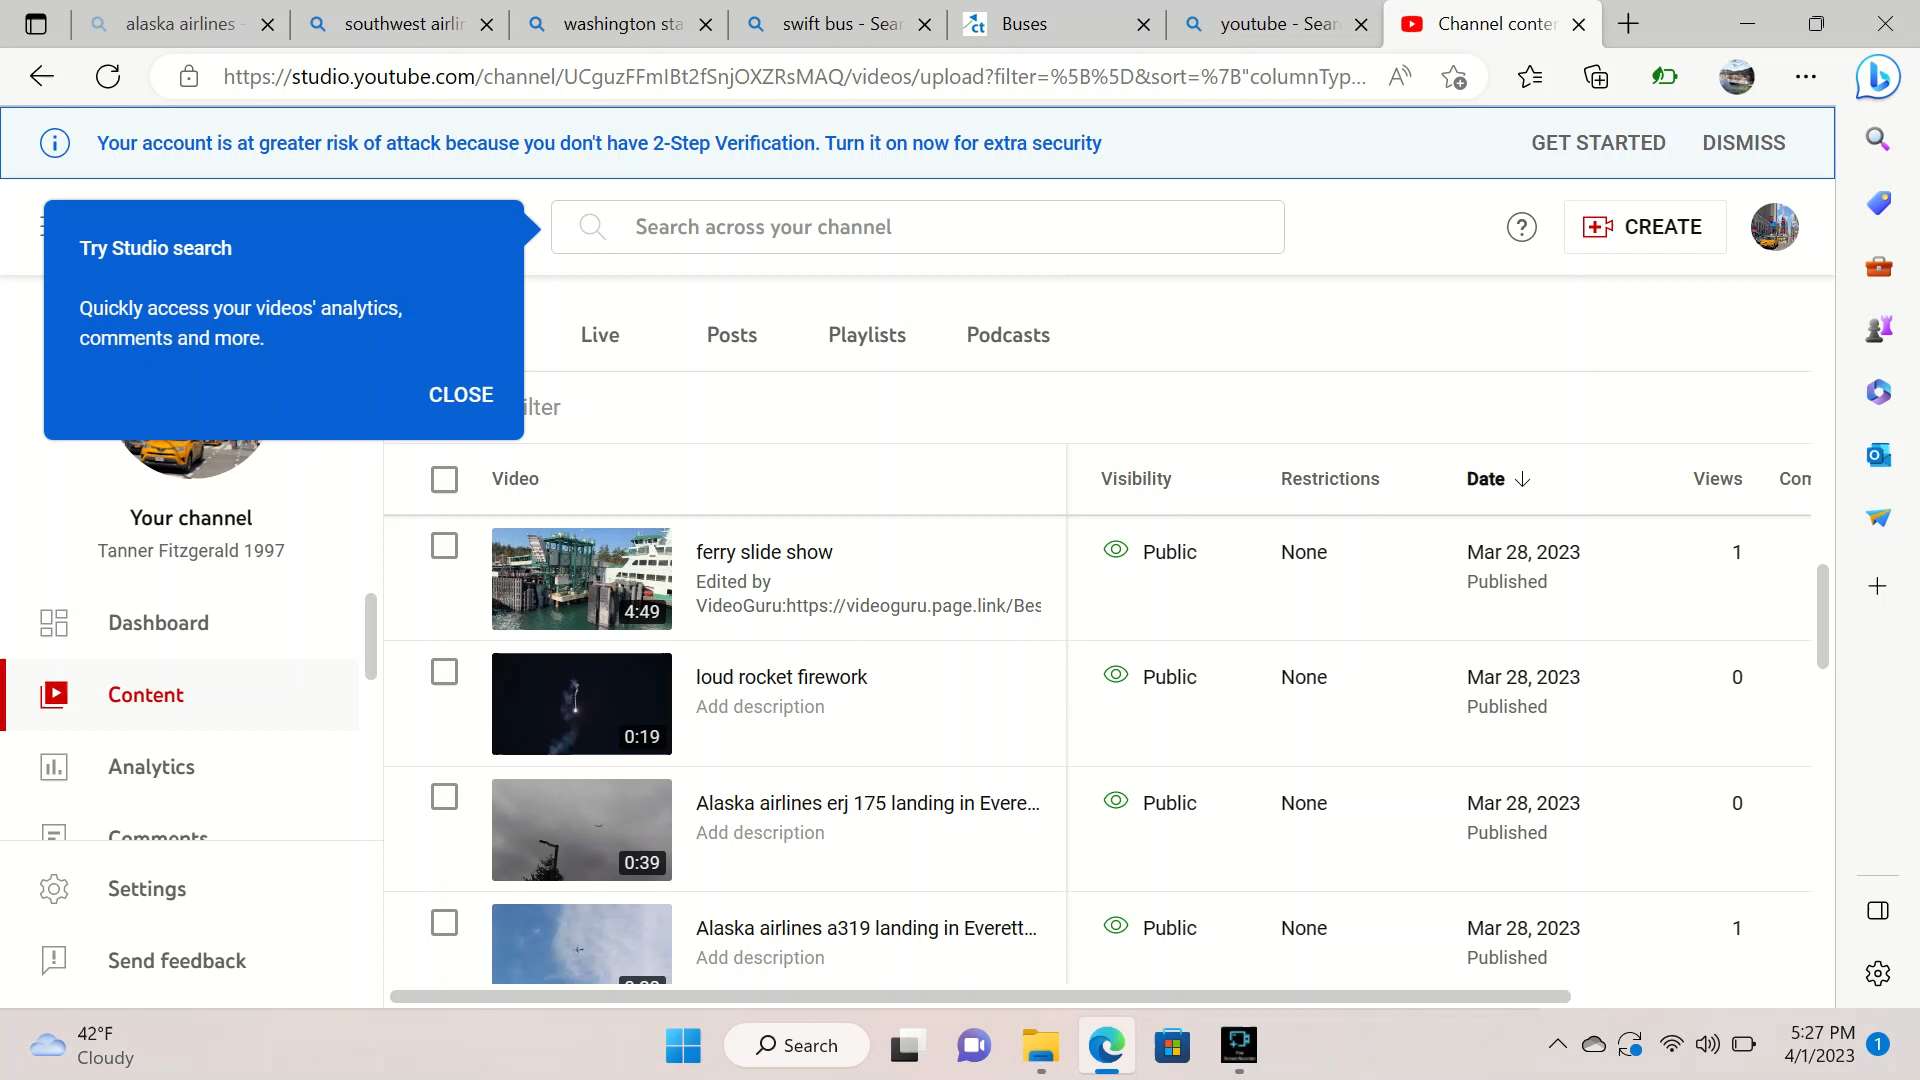 alaska airlines -
southwest airlin
washington sta
swift bus - Sear
Buses
youtube - Sear
Channel conter
https://studio.youtube.com/channel/UCguzFFmIBt2fSnjOXZRsMAQ/videos/upload?filter=%5B%5D&sort=%7B"columnTyp...
Your account is at greater risk of attack because you don't have 2-Step Verification. Turn it on now for extra security
GET STARTED
DISMISS
Try Studio search
Quickly access your videos' analytics,
comments and more.
CLOSE
Search across your channel
CREATE
Live
Posts
Playlists
Podcasts
ilter
Video
Visibility
Restrictions
Date
Views
Com
Your channel
Tanner Fitzgerald 1997
Dashboard
Content
Analytics
Comments
Settings
Send feedback
4:49
ferry slide show
Edited by
VideoGuru:https://videoguru.page.link/Bes
Public
None
Mar 28, 2023
Published
1
0:19
loud rocket firework
Add description
Public
None
Mar 28, 2023
Published
0
0:39
Alaska airlines erj 175 landing in Evere...
Add description
Public
None
Mar 28, 2023
Published
0
Alaska airlines a319 landing in Everett...
Add description
Public
None
Mar 28, 2023
Published
1
42°F
Cloudy
Search
5:27 PM
4/1/2023
1